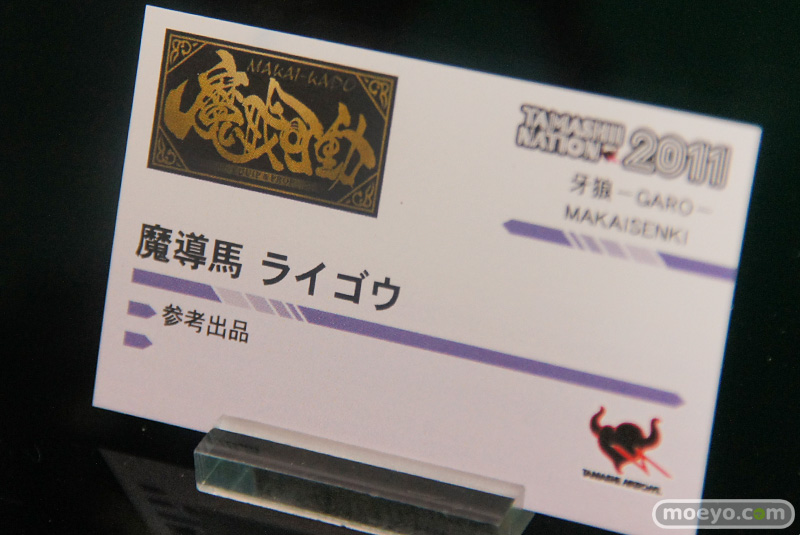 MAKAI-KADO
魔戒可動
TAMASHII
NATION 2011
牙狼－GARO－
MAKAISENKI
魔導馬 ライゴウ
参考出品
moeyo.com